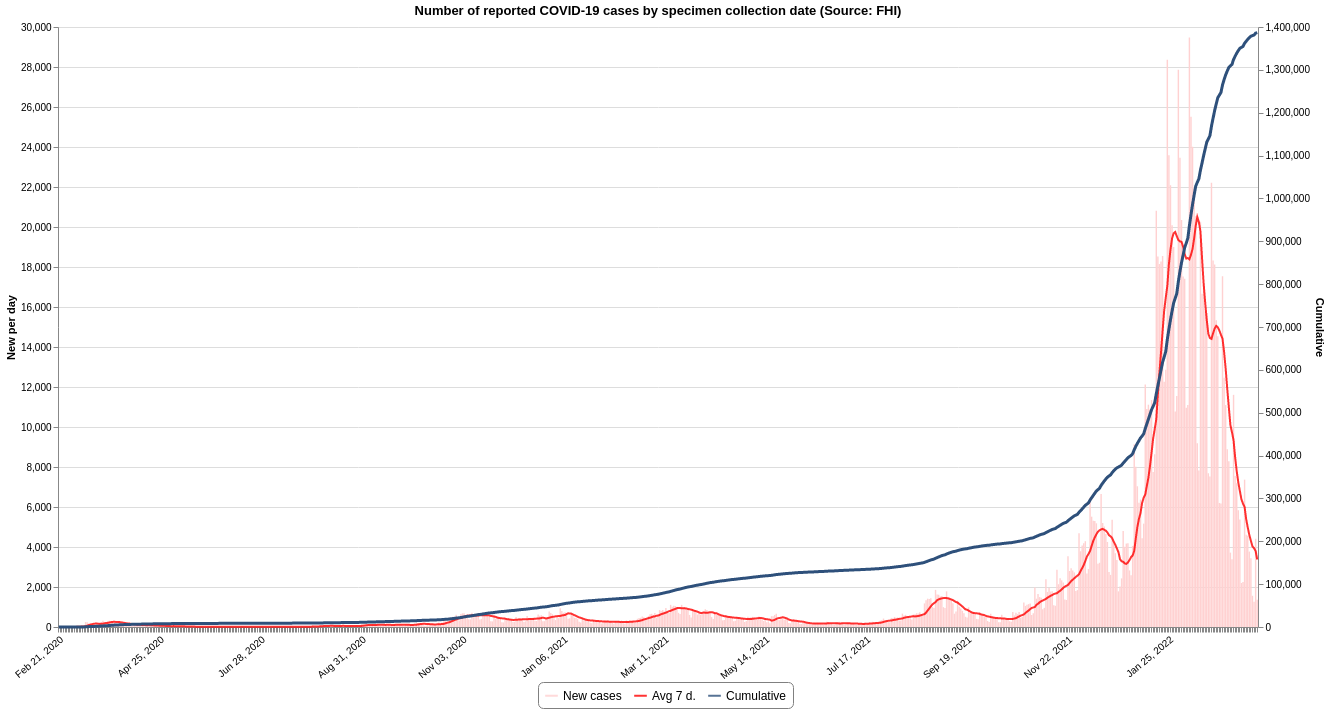 Number of reported COVID-19 cases by specimen collection date (Source: FHI)
30,000
28,000
26,000
24,000
22,000
20,000
18,000
16,000
14,000
12,000
10,000
8,000
6,000
4,000
2,000
0
New per day
1,400,000
1,300,000
1,200,000
1,100,000
1,000,000
900,000
800,000
700,000
600,000
500,000
400,000
300,000
200,000
100,000
0
Cumulative
Feb 21, 2020
Apr 25, 2020
Jun 28, 2020
Aug 31, 2020
Nov 03, 2020
Jan 06, 2021
Mar 11, 2021
May 14, 2021
Jul 17, 2021
Sep 19, 2021
Nov 22, 2021
Jan 25, 2022
New cases Avg 7 d. Cumulative